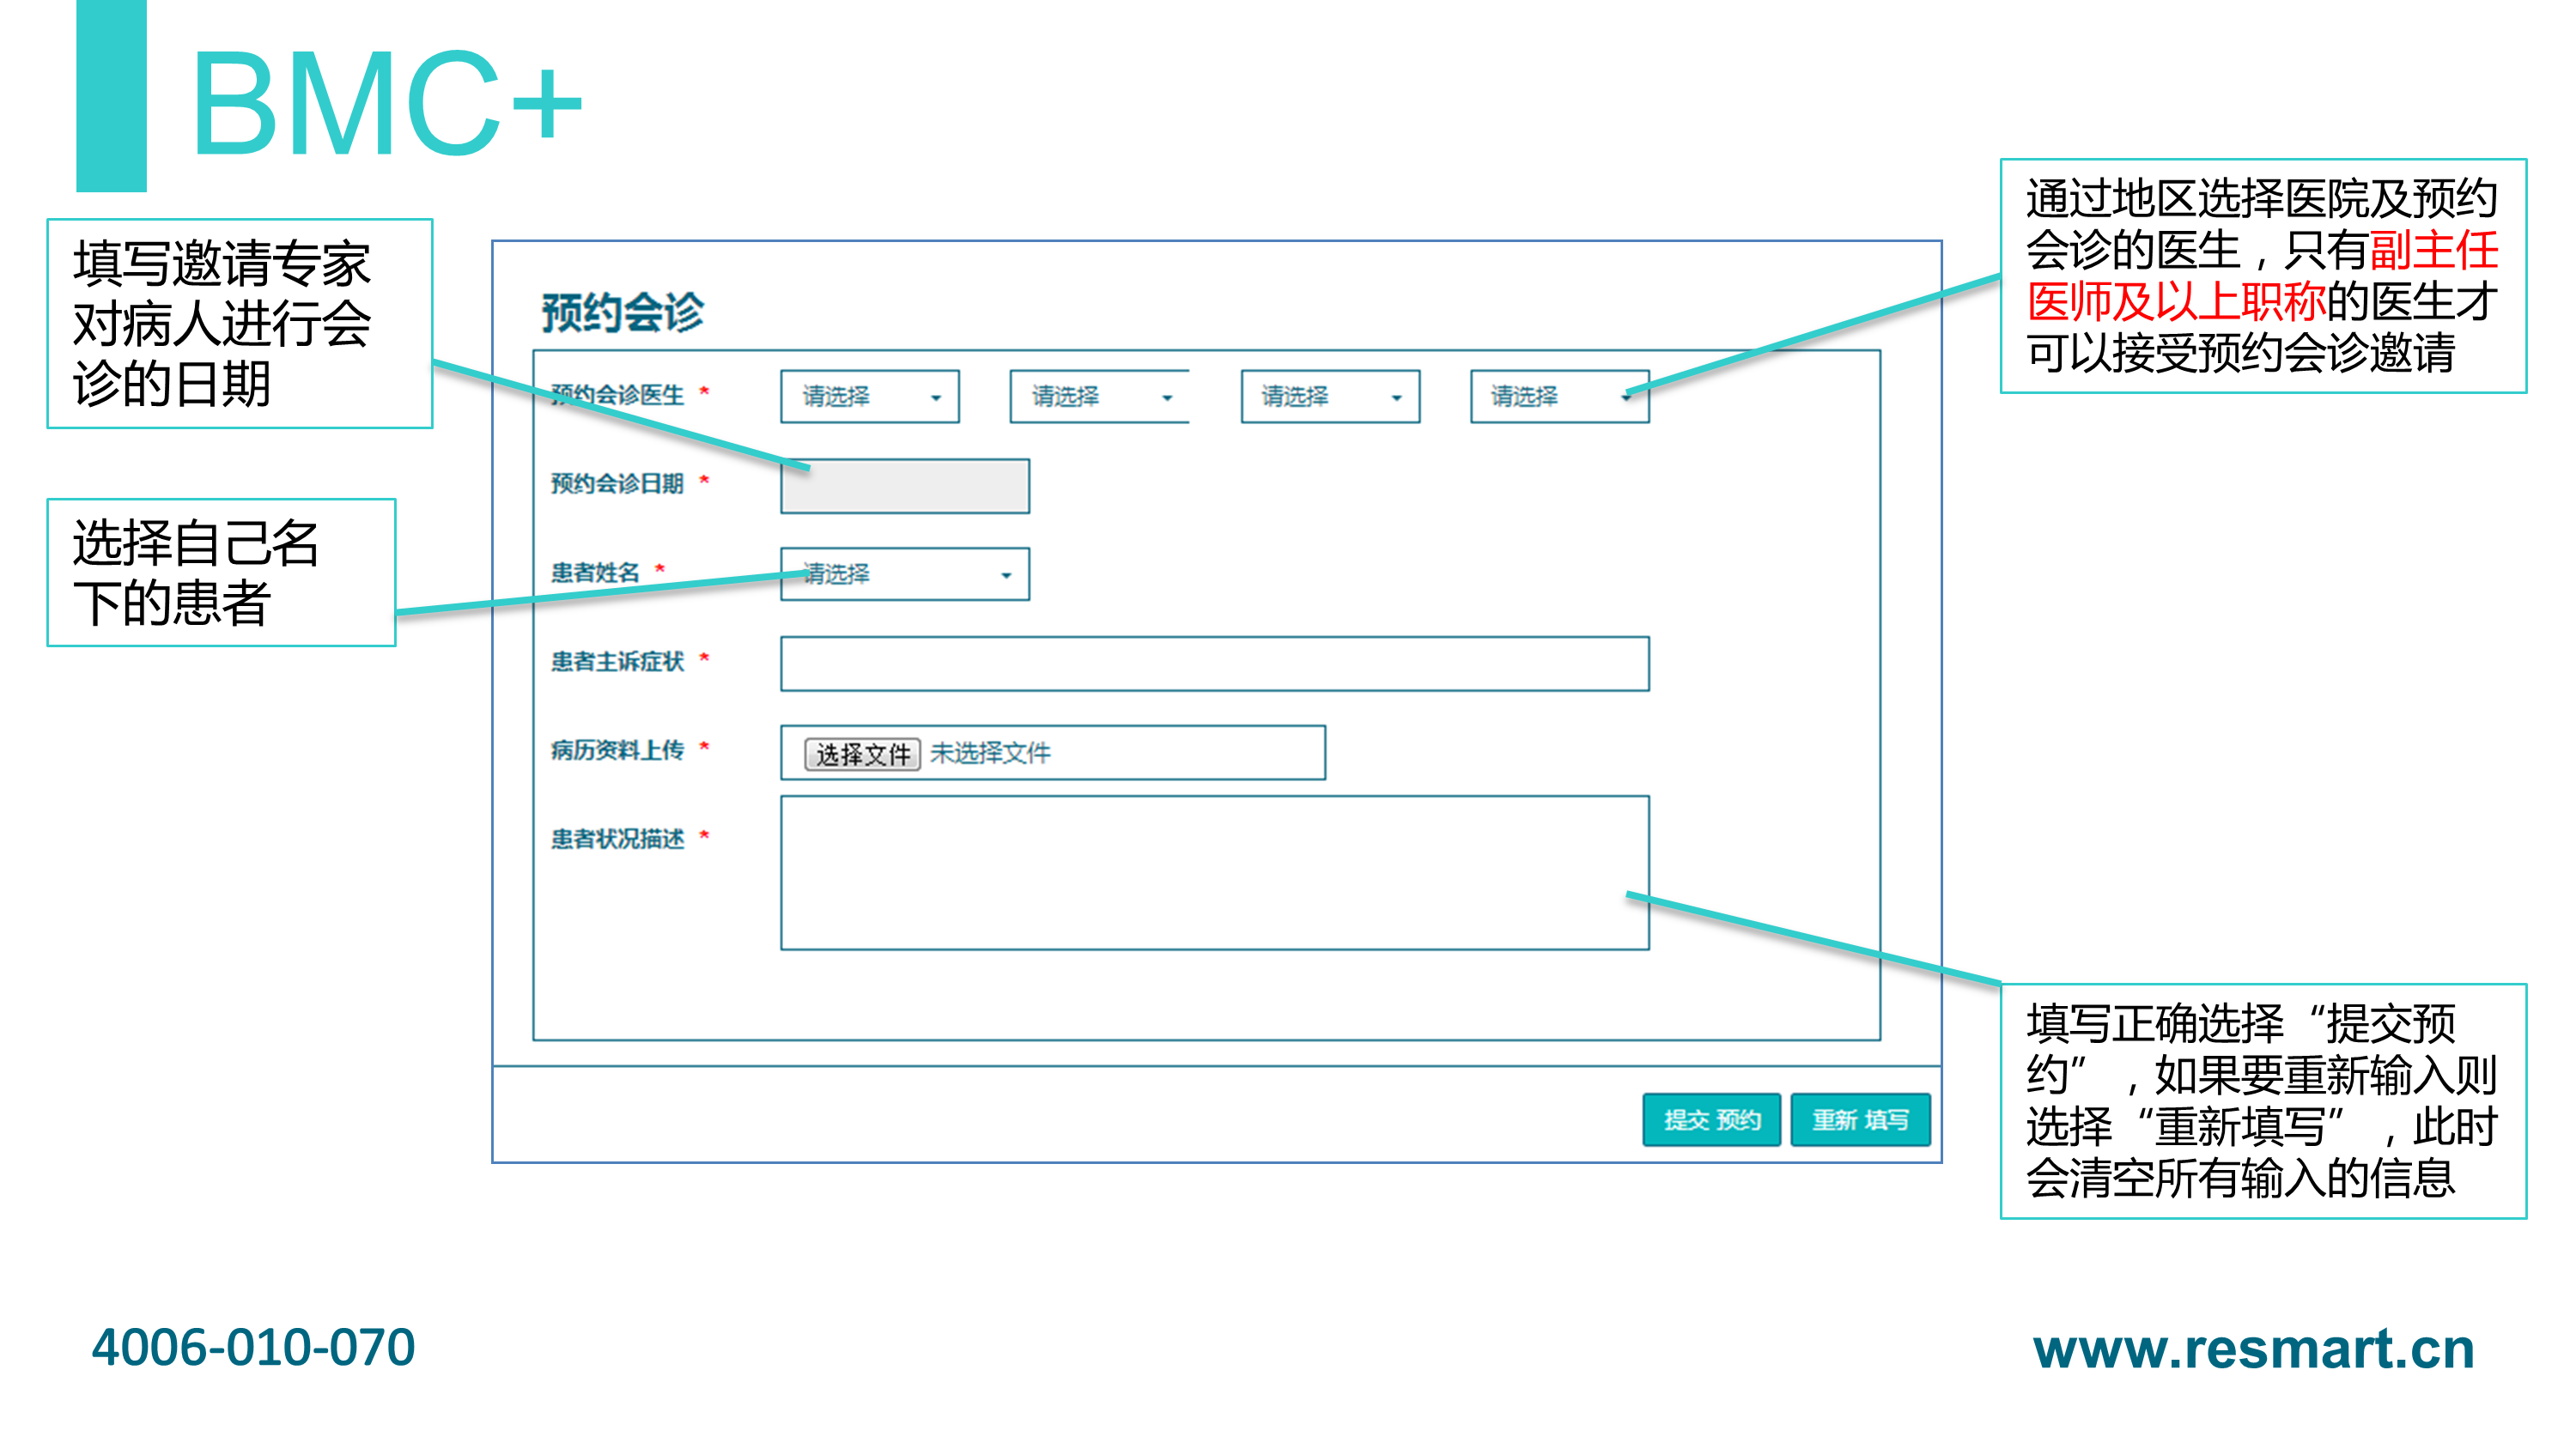 BMC+
填写邀请专家
对病人进行会
诊的日期
选择自己名
下的患者
通过地区选择医院及预约
会诊的医生，只有副主任
医师及以上职称的医生才
可以接受预约会诊邀请
预约会诊
预约会诊医生 * 请选择 请选择 请选择 请选择
预约会诊日期 *
患者姓名 * 请选择
患者主诉症状 *
病历资料上传 * 选择文件 未选择文件
患者状况描述 *
提交 预约 重新 填写
填写正确选择“提交预
约”，如果要重新输入则
选择“重新填写”，此时
会清空所有输入的信息
4006-010-070
www.resmart.cn